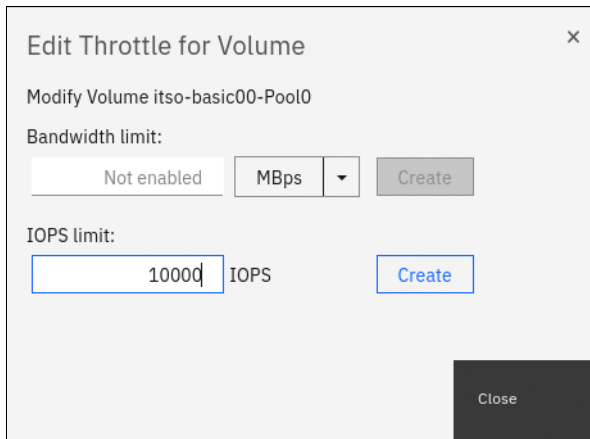 Edit Throttle for Volume
×
Modify Volume itso-basic00-Pool0
Bandwidth limit:
Not enabled MBps Create
IOPS limit:
10000 IOPS Create
Close